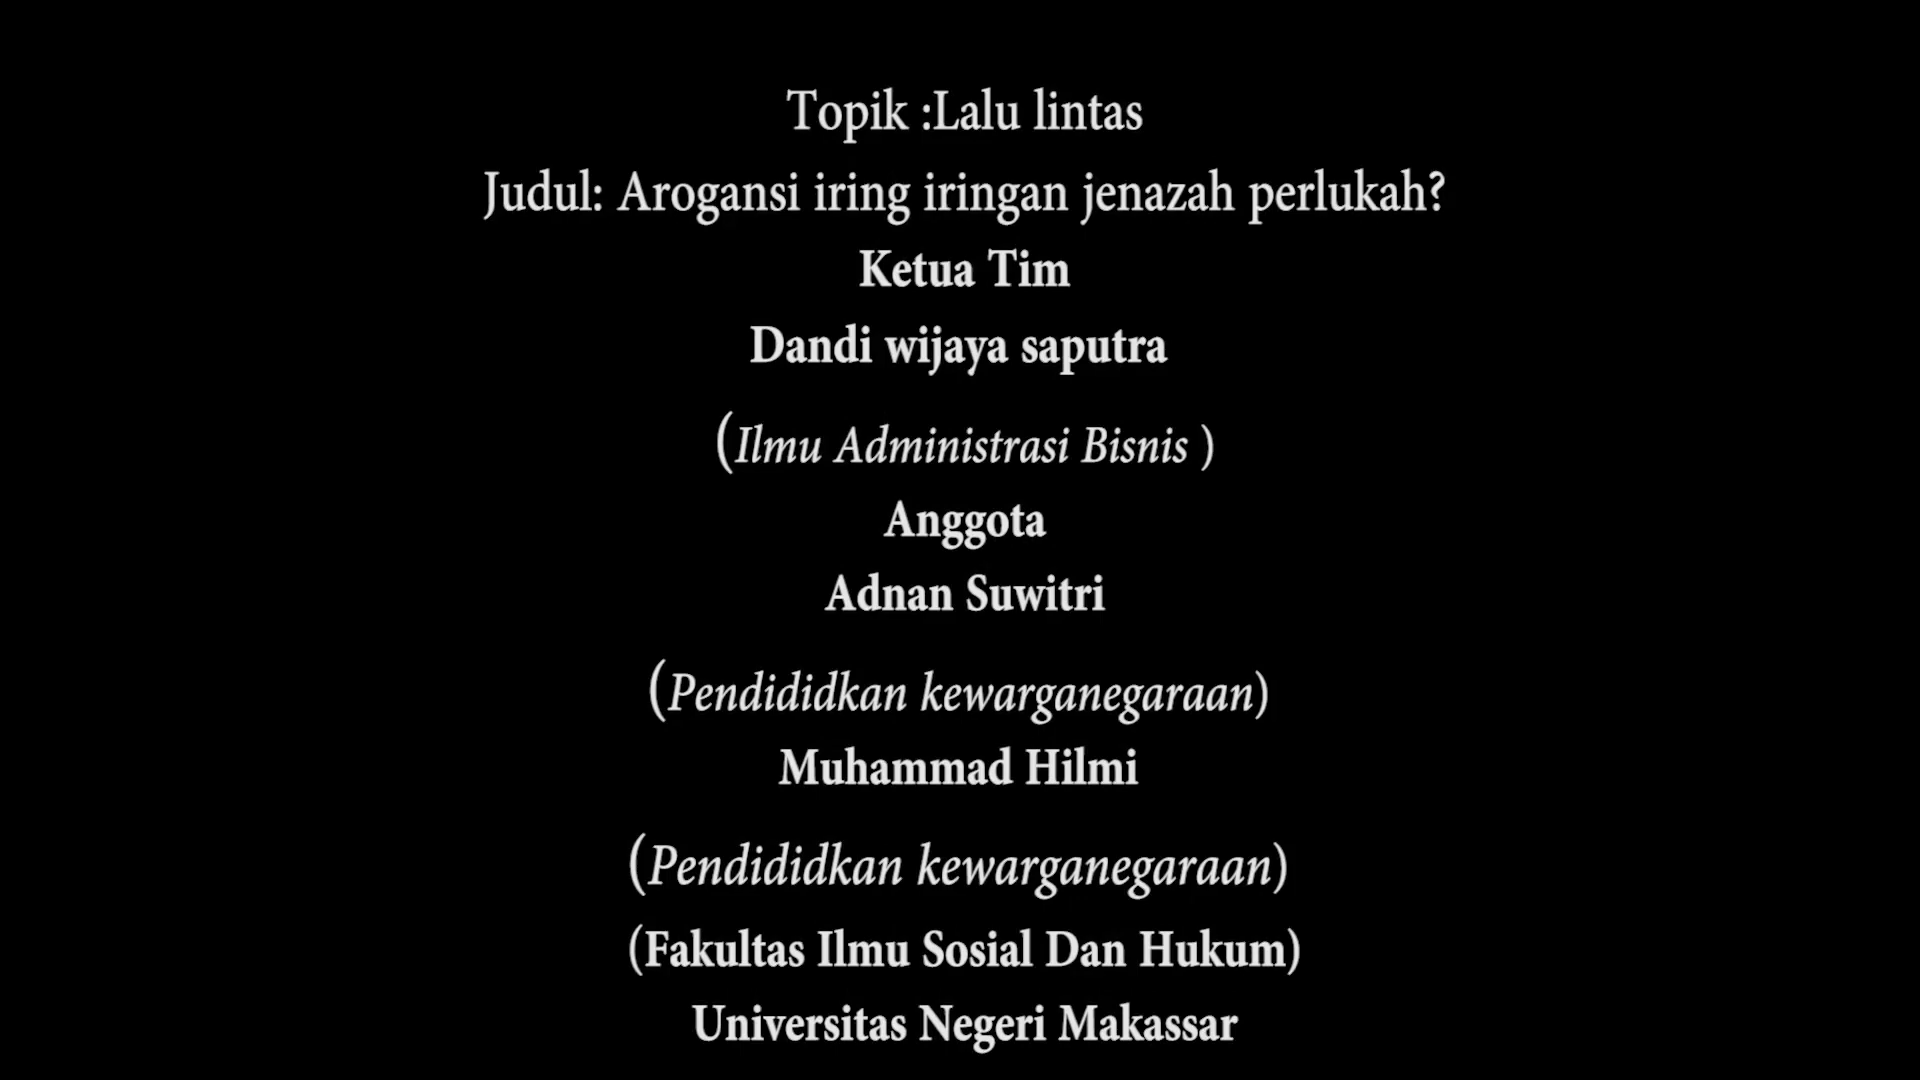 Topik :Lalu lintas
Judul: Arogansi iring iringan jenazah perlukah?
Ketua Tim
Dandi wijaya saputra
(Ilmu Administrasi Bisnis )
Anggota
Adnan Suwitri
(Pendididkan kewarganegaraan)
Muhammad Hilmi
(Pendididkan kewarganegaraan)
(Fakultas Ilmu Sosial Dan Hukum)
Universitas Negeri Makassar